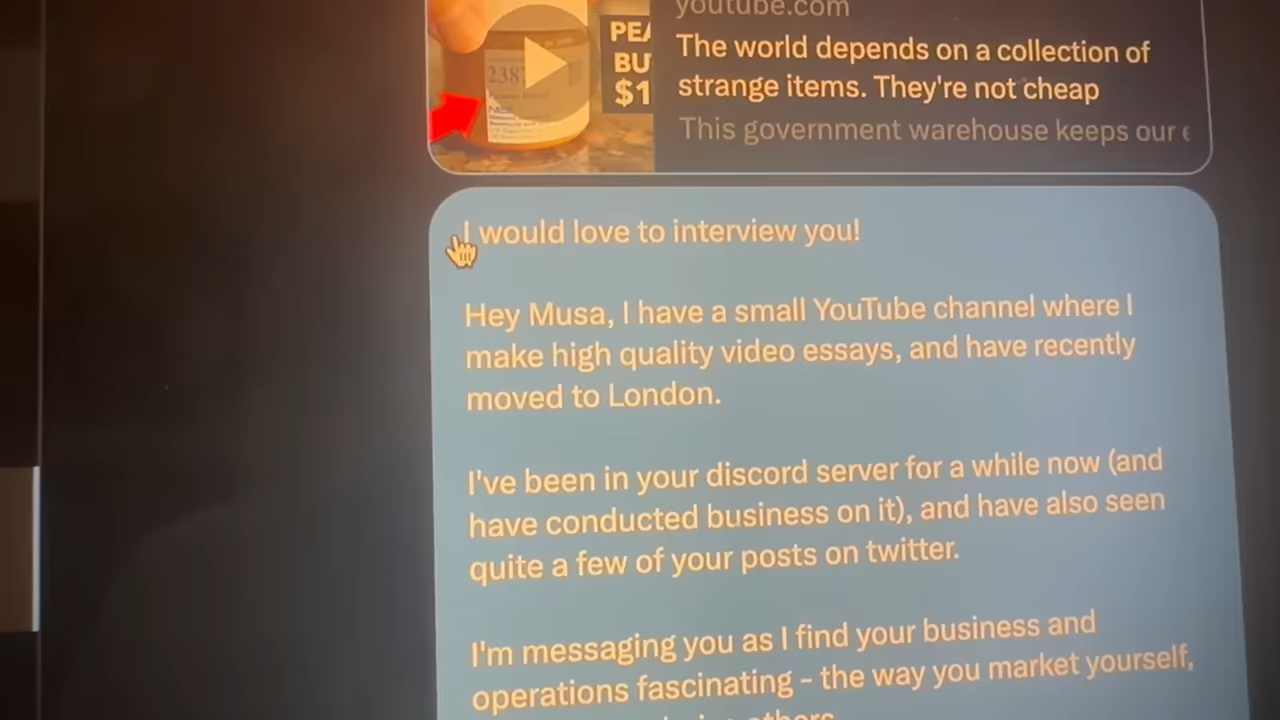 youtube.com
PEA
BU
$1
238
The world depends on a collection of
strange items. They're not cheap
This government warehouse keeps our
I would love to interview you!
Hey Musa, I have a small YouTube channel where I
make high quality video essays, and have recently
moved to London.
I've been in your discord server for a while now (and
have conducted business on it), and have also seen
quite a few of your posts on twitter.
I'm messaging you as I find your business and
operations fascinating - the way you market yourself,
others